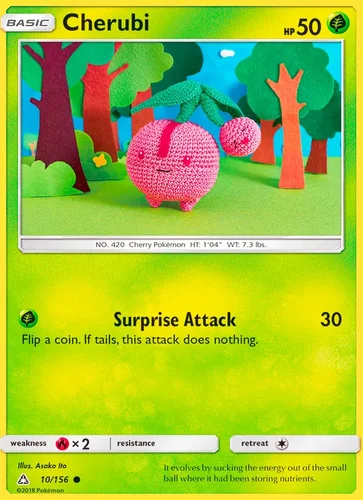 BASIC Cherubi HP 50
NO. 420 Cherry Pokémon HT: 1'04" WT: 7.3 lbs.
Surprise Attack 30
Flip a coin. If tails, this attack does nothing.
weakness × 2 resistance retreat
Illus. Asako Ito
10/156
©2018 Pokémon
It evolves by sucking the energy out of the small
ball where it had been storing nutrients.